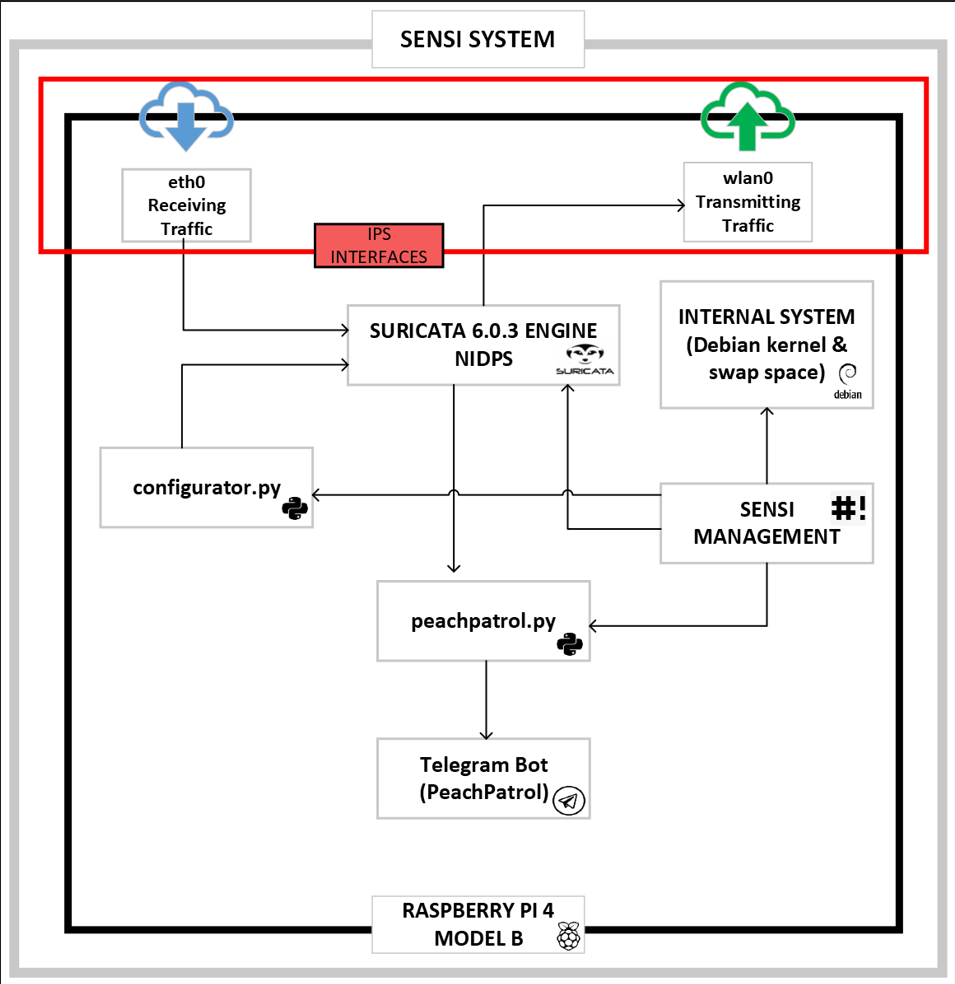 SENSI SYSTEM
eth0
Receiving
Traffic
wlan0
Transmitting
Traffic
IPS
INTERFACES
SURICATA 6.0.3 ENGINE
NIDPS
SURICATA
INTERNAL SYSTEM
(Debian kernel &
swap space)
debian
configurator.py
SENSI
MANAGEMENT
#!
peachpatrol.py
Telegram Bot
(PeachPatrol)
RASPBERRY PI 4
MODEL B